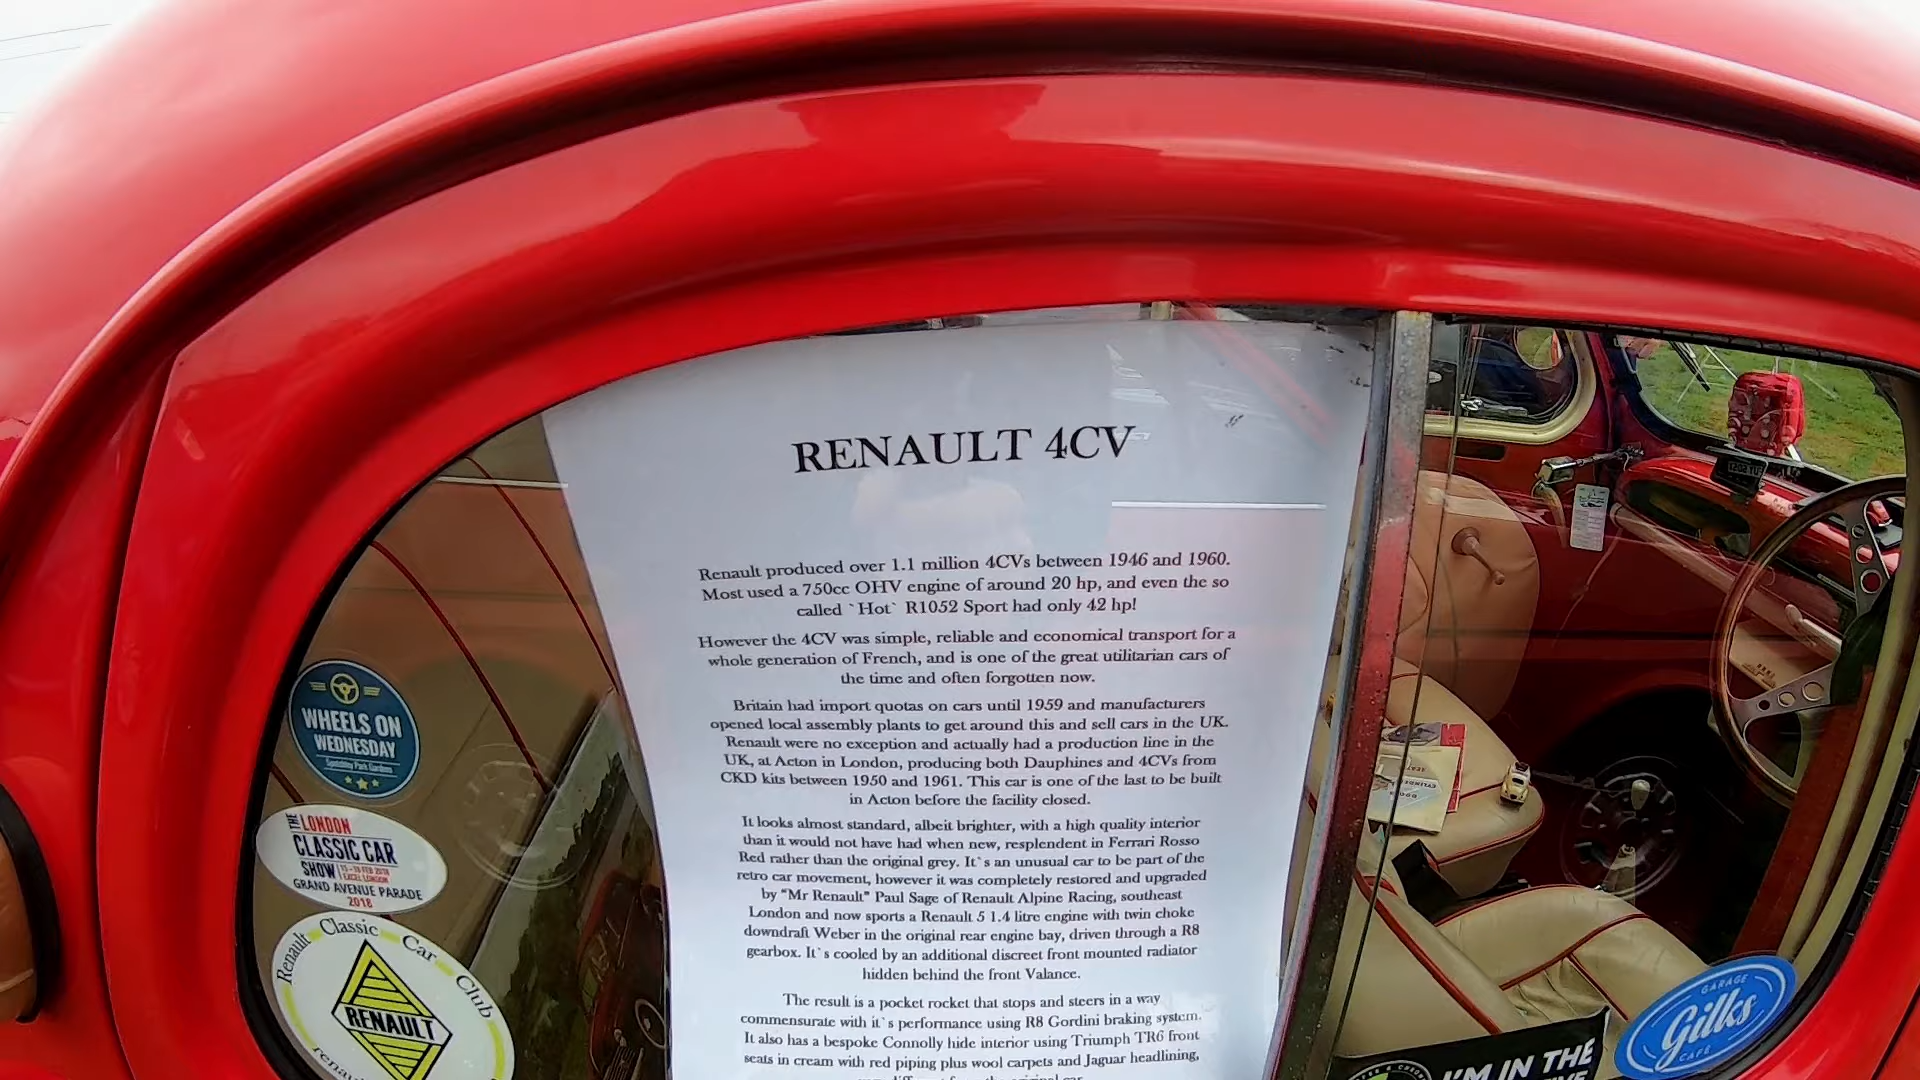 RENAULT 4CV
Renault produced over 1.1 million 4CVs between 1946 and 1960.
Most used a 750cc OHV engine of around 20 hp, and even the so
called `Hot` R1052 Sport had only 42 hp!
However the 4CV was simple, reliable and economical transport for a
whole generation of French, and is one of the great utilitarian cars of
the time and often forgotten now.
Britain had import quotas on cars until 1959 and manufacturers
opened local assembly plants to get around this and sell cars in the UK.
Renault were no exception and actually had a production line in the
UK, at Acton in London, producing both Dauphines and 4CVs from
CKD kits between 1950 and 1961. This car is one of the last to be built
in Acton before the facility closed.
It looks almost standard, albeit brighter, with a high quality interior
than it would not have had when new, resplendent in Ferrari Rosso
Red rather than the original grey. It`s an unusual car to be part of the
retro car movement, however it was completely restored and upgraded
by "Mr Renault" Paul Sage of Renault Alpine Racing, southeast
London and now sports a Renault 5 1.4 litre engine with twin choke
downdraft Weber in the original rear engine bay, driven through a R8
gearbox. It`s cooled by an additional discreet front mounted radiator
hidden behind the front Valance.
The result is a pocket rocket that stops and steers in a way
commensurate with it`s performance using R8 Gordini braking system.
It also has a bespoke Connolly hide interior using Triumph TR6 front
seats in cream with red piping plus wool carpets and Jaguar headlining,
WHEELS ON
WEDNESDAY
THE LONDON
CLASSIC CAR
SHOW
GRAND AVENUE PARADE
2018
Renault Classic Car Club
RENAULT
GARAGE
Gilks
CAFE
I'M IN THE